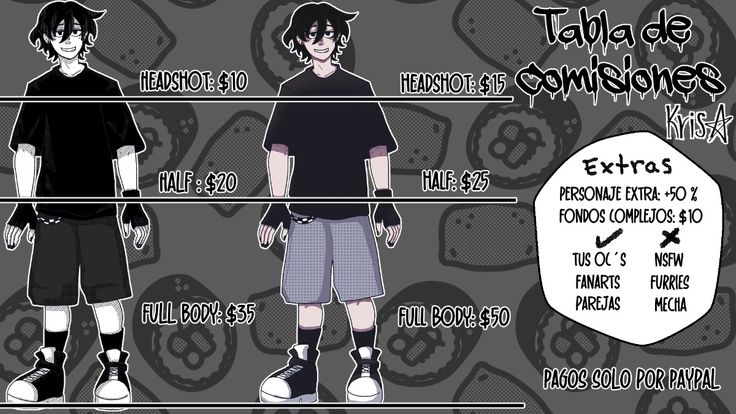 Tabla de
comisiones
Kris
HEADSHOT: $10
HEADSHOT: $15
HALF : $20
HALF: $25
FULL BODY: $35
FULL BODY: $50
Extras
PERSONAJE EXTRA: +50 %
FONDOS COMPLEJOS: $10
✓ ✗
TUS OC´S NSFW
FANARTS FURRIES
PAREJAS MECHA
PAGOS SOLO POR PAYPAL